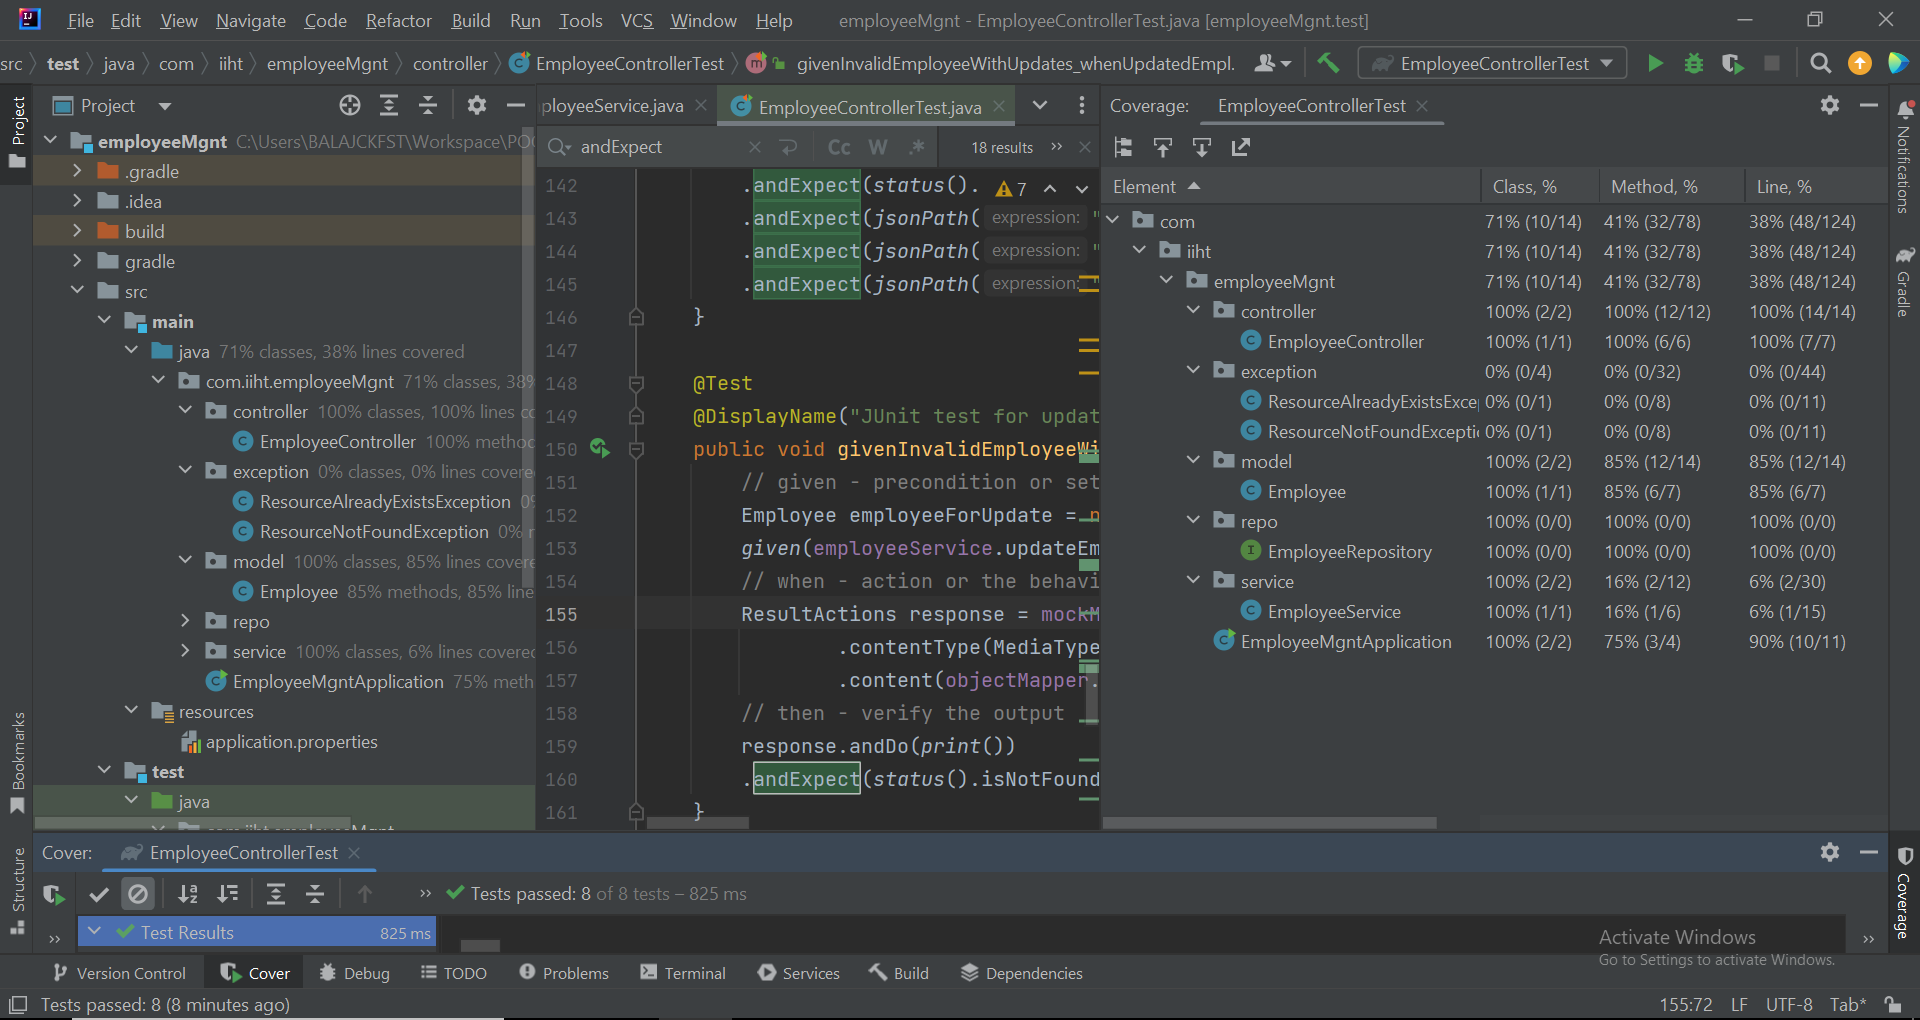 File Edit View Navigate Code Refactor Build Run Tools VCS Window Help employeeMgnt - EmployeeControllerTest.java [employeeMgnt.test]
src test java com iiht employeeMgnt controller EmployeeControllerTest givenInvalidEmployeeWithUpdates_whenUpdatedEmpl. EmployeeControllerTest
Project
ployeeService.java
EmployeeControllerTest.java
Coverage: EmployeeControllerTest
Project
Bookmarks
Structure
Notifications
Gradle
Coverage
employeeMgnt C:\Users\BALAJCKFST\Workspace\PO
.gradle
.idea
build
gradle
src
main
java 71% classes, 38% lines covered
com.iiht.employeeMgnt 71% classes, 38%
controller 100% classes, 100% lines co
EmployeeController 100% metho
exception 0% classes, 0% lines covere
ResourceAlreadyExistsException 0%
ResourceNotFoundException 0% m
model 100% classes, 85% lines covere
Employee 85% methods, 85% line
repo
service 100% classes, 6% lines covered
EmployeeMgntApplication 75% meth
resources
application.properties
test
java
andExpect Cc W .* 18 results
142 .andExpect(status(). 7
143 .andExpect(jsonPath( expression: "
144 .andExpect(jsonPath( expression: "
145 .andExpect(jsonPath( expression: "
146 }
147
148 @Test
149 @DisplayName("JUnit test for updat
150 public void givenInvalidEmployeeWi
151 // given - precondition or set
152 Employee employeeForUpdate = n
153 given(employeeService.updateEm
154 // when - action or the behavi
155 ResultActions response = mockM
156 .contentType(MediaType
157 .content(objectMapper.
158 // then - verify the output
159 response.andDo(print())
160 .andExpect(status().isNotFound
161 }
Element Class, % Method, % Line, %
com 71% (10/14) 41% (32/78) 38% (48/124)
iiht 71% (10/14) 41% (32/78) 38% (48/124)
employeeMgnt 71% (10/14) 41% (32/78) 38% (48/124)
controller 100% (2/2) 100% (12/12) 100% (14/14)
EmployeeController 100% (1/1) 100% (6/6) 100% (7/7)
exception 0% (0/4) 0% (0/32) 0% (0/44)
ResourceAlreadyExistsExce 0% (0/1) 0% (0/8) 0% (0/11)
ResourceNotFoundExcepti 0% (0/1) 0% (0/8) 0% (0/11)
model 100% (2/2) 85% (12/14) 85% (12/14)
Employee 100% (1/1) 85% (6/7) 85% (6/7)
repo 100% (0/0) 100% (0/0) 100% (0/0)
EmployeeRepository 100% (0/0) 100% (0/0) 100% (0/0)
service 100% (2/2) 16% (2/12) 6% (2/30)
EmployeeService 100% (1/1) 16% (1/6) 6% (1/15)
EmployeeMgntApplication 100% (2/2) 75% (3/4) 90% (10/11)
Cover: EmployeeControllerTest
Tests passed: 8 of 8 tests – 825 ms
Test Results 825 ms
Activate Windows
Go to Settings to activate Windows.
Version Control Cover Debug TODO Problems Terminal Services Build Dependencies
Tests passed: 8 (8 minutes ago) 155:72 LF UTF-8 Tab*